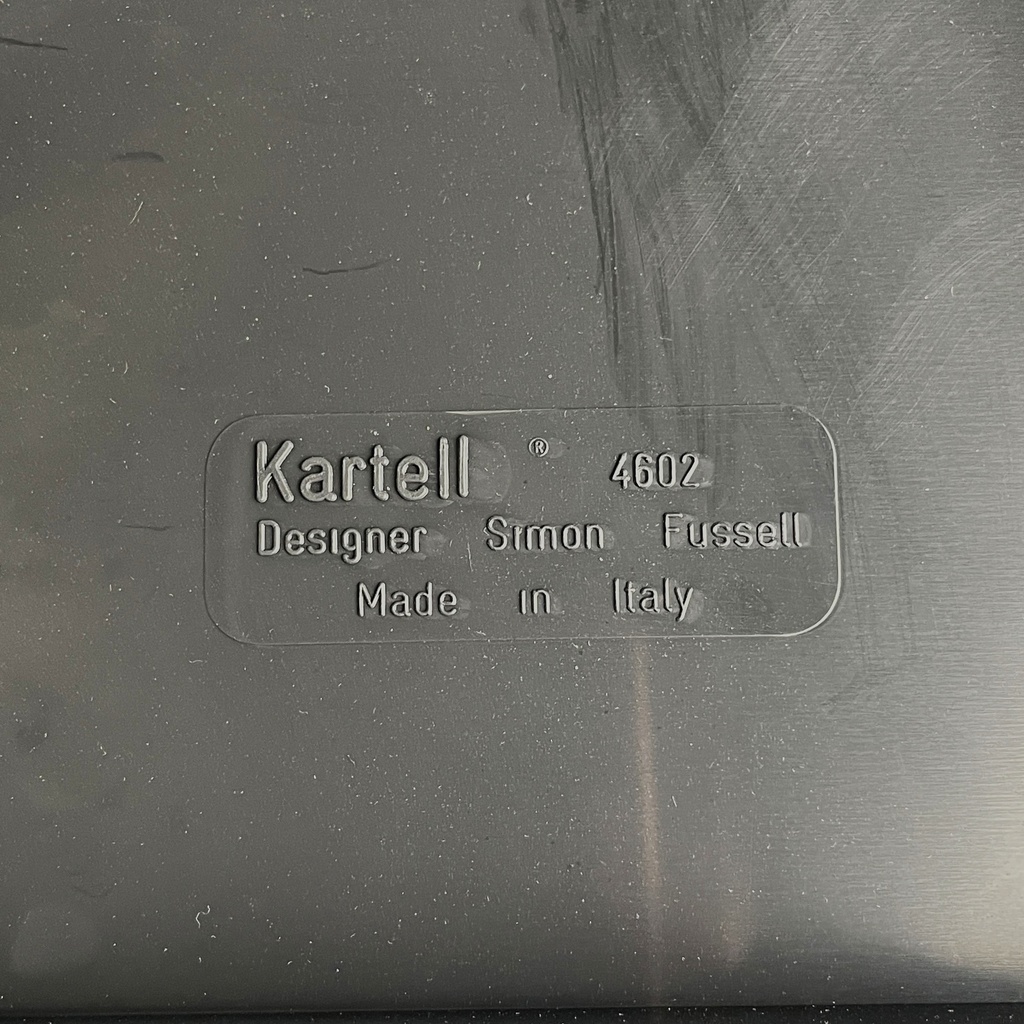 Kartell ® 4602
Designer Simon Fussell
Made in Italy